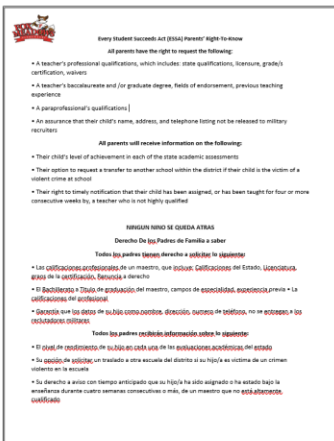 Every Student Succeeds Act (ESSA) Parents' Right-To-Know
All parents have the right to request the following:
• A teacher's professional qualifications, which includes: state qualifications, licensure, grade/s
certification, waivers
• A teacher's baccalaureate and /or graduate degree, fields of endorsement, previous teaching
experience
• A paraprofessional's qualifications
• An assurance that their child's name, address, and telephone listing not be released to military
recruiters
All parents will receive information on the following:
• Their child's level of achievement in each of the state academic assessments
• Their option to request a transfer to another school within the district if their child is the victim of a
violent crime at school
• Their right to timely notification that their child has been assigned, or has been taught for four or more
consecutive weeks by, a teacher who is not highly qualified
NINGUN NINO SE QUEDA ATRAS
Derecho De los Padres de Familia a saber
Todos los padres tienen derecho a solicitar lo siguiente:
• Las calificaciones profesionales de un maestro, que incluye: Calificaciones del Estado, Licenciatura,
grados de la certificación, Renuncia a derecho
• El Bachillerato a Titulo de graduación del maestro, campos de especialidad, experiencia previa • La
calificaciones del profesional
• Garantía que los datos de su hijo como nombre, dirección, numero de teléfono, no se entregan a los
reclutadores militares
Todos los padres recibirán información sobre lo siguiente:
• El nivel de rendimiento de su hijo en cada una de las evaluaciones académicas del estado
• Su opción de solicitar un traslado a otra escuela del distrito si su hijo/a es victima de un crimen
violento en la escuela
• Su derecho a aviso con tiempo anticipado que su hijo/a ha sido asignado o ha estado bajo la
enseñanza durante cuatro semanas consecutivas o más, de un maestro que no está altamente
cualificado